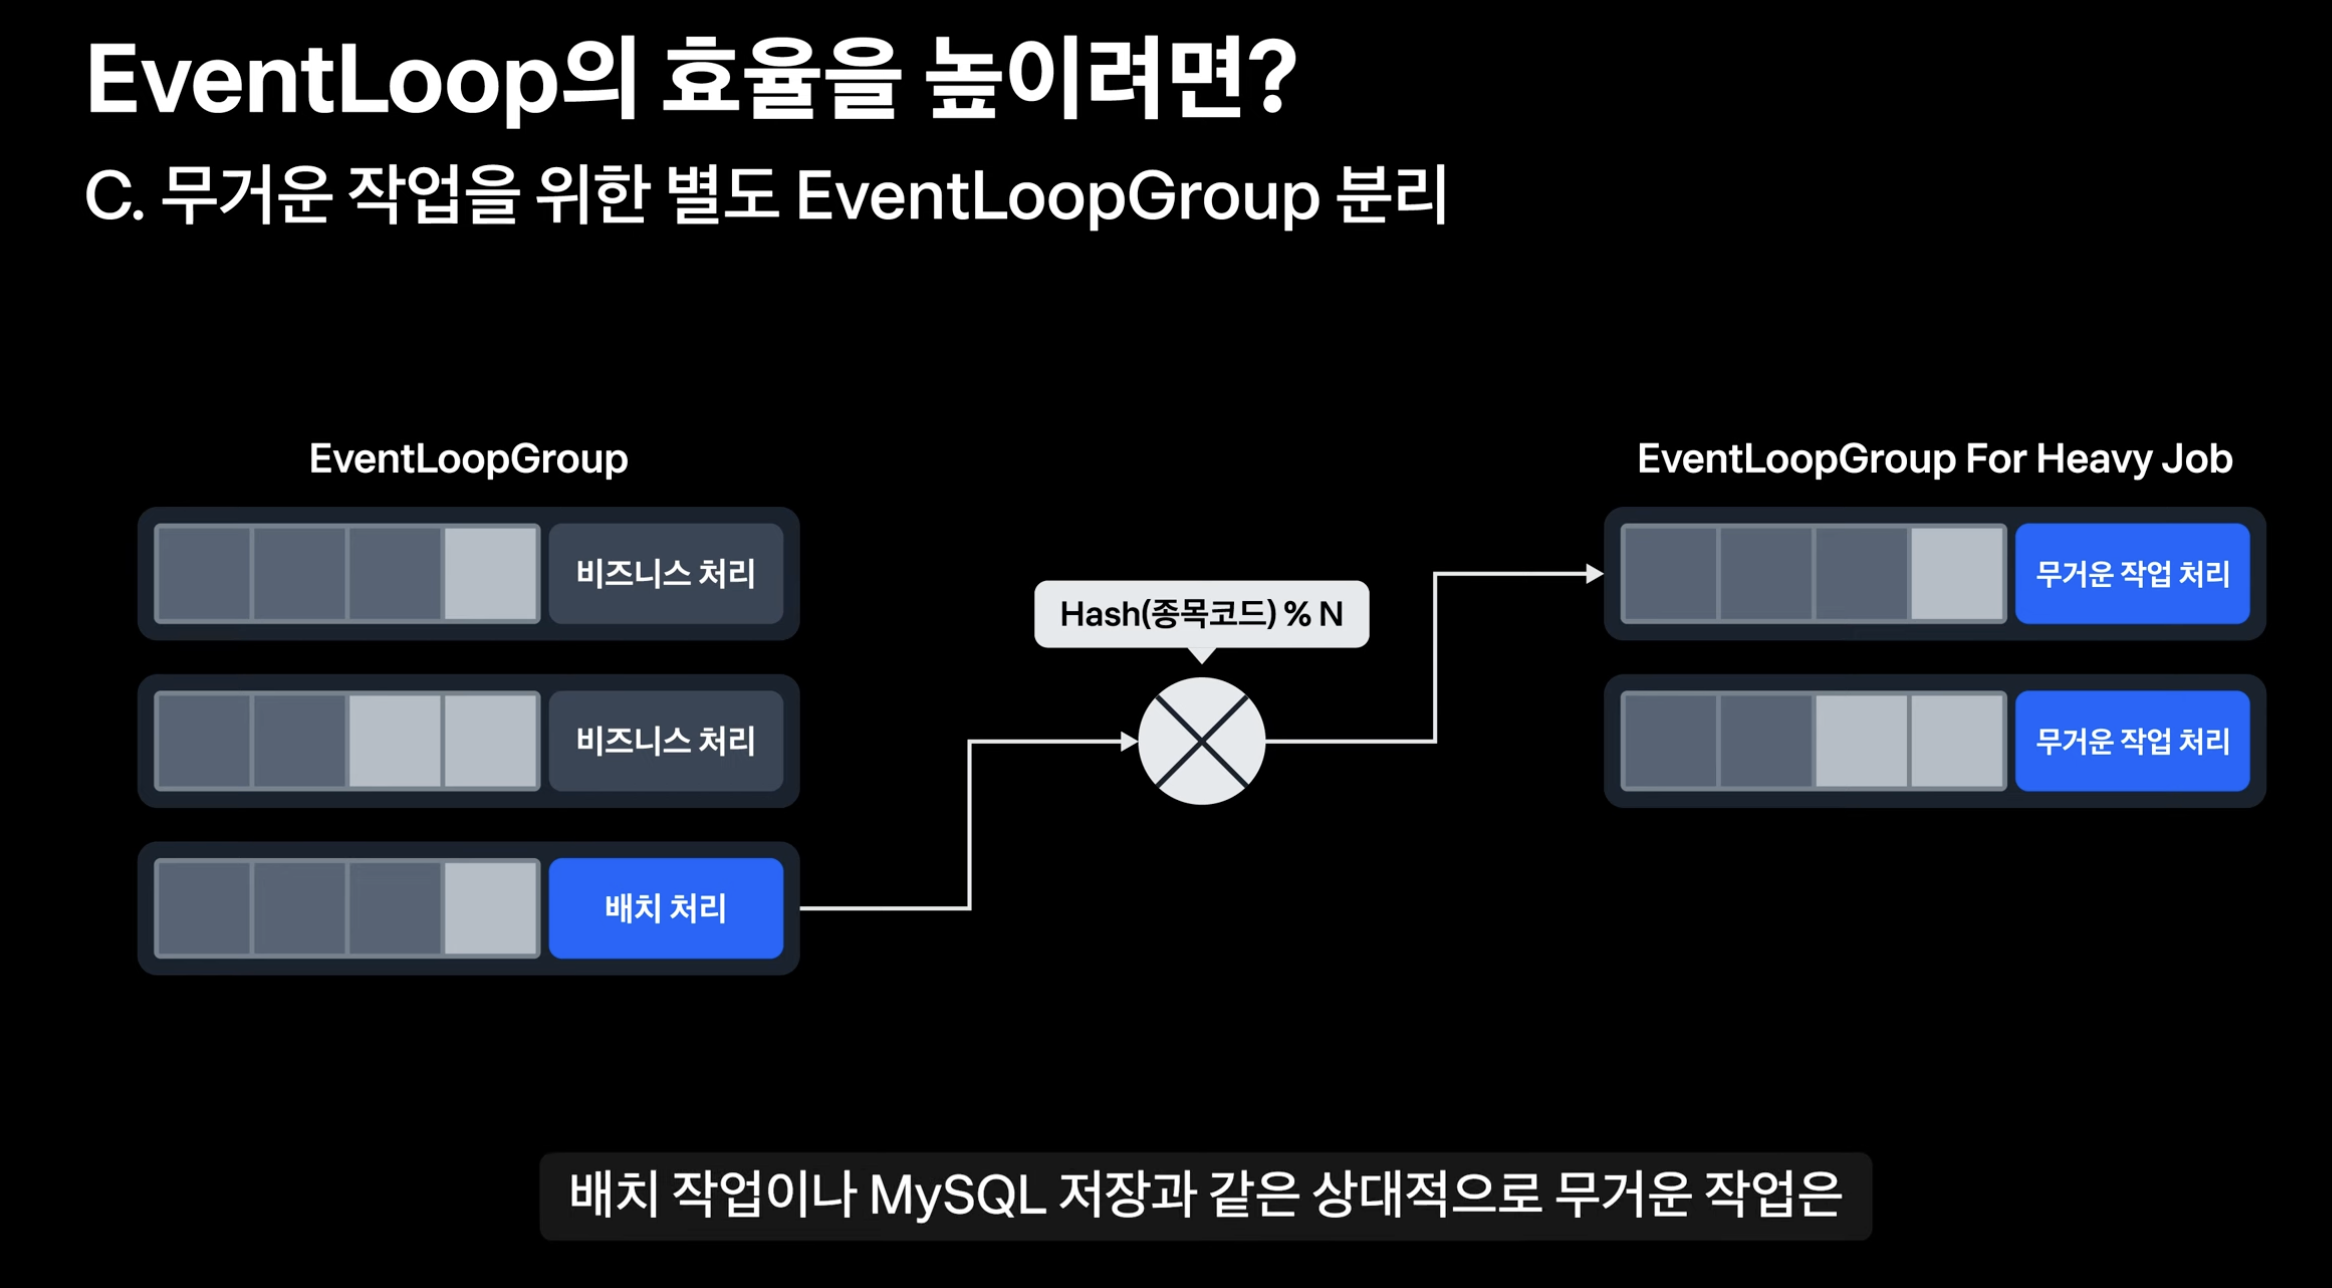 EventLoop의 효율을 높이려면?
C. 무거운 작업을 위한 별도 EventLoopGroup 분리
EventLoopGroup
비즈니스 처리
비즈니스 처리
배치 처리
Hash(종목코드) % N
EventLoopGroup For Heavy Job
무거운 작업 처리
무거운 작업 처리
배치 작업이나 MySQL 저장과 같은 상대적으로 무거운 작업은